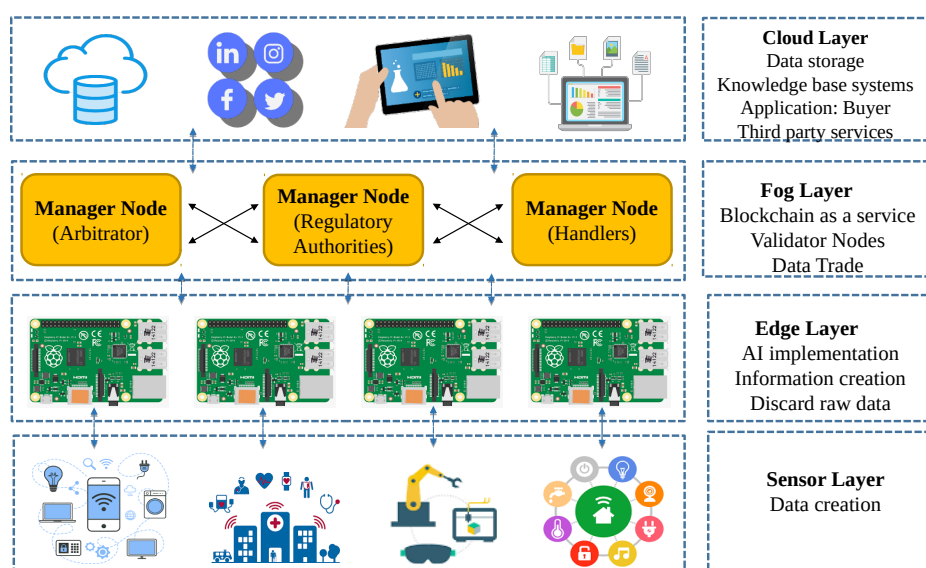 Cloud Layer
Data storage
Knowledge base systems
Application: Buyer
Third party services
Manager Node
(Arbitrator)
Manager Node
(Regulatory
Authorities)
Manager Node
(Handlers)
Fog Layer
Blockchain as a service
Validator Nodes
Data Trade
Edge Layer
AI implementation
Information creation
Discard raw data
Sensor Layer
Data creation